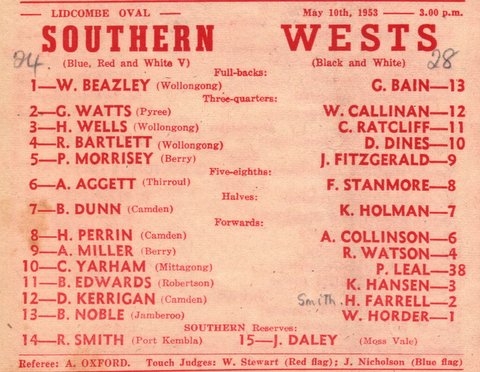 LIDCOMBE OVAL May 10th, 1953 — 3.00 p.m.
SOUTHERN WESTS
24. (Blue, Red and White V) (Black and White) 28
Full-backs:
1—W. BEAZLEY (Wollongong) G. BAIN—13
Three-quarters:
2—G. WATTS (Pyree) W. CALLINAN—12
3—H. WELLS (Wollongong) C. RATCLIFF—11
4—R. BARTLETT (Wollongong) D. DINES—10
5—P. MORRISEY (Berry) J. FITZGERALD—9
Five-eighths:
6—A. AGGETT (Thirroul) F. STANMORE—8
Halves:
7—B. DUNN (Camden) K. HOLMAN—7
Forwards:
8—H. PERRIN (Camden) A. COLLINSON—6
9—A. MILLER (Berry) R. WATSON—4
10—C. YARHAM (Mittagong) P. LEAL—38
11—B. EDWARDS (Robertson) K. HANSEN—3
12—D. KERRIGAN (Camden) Smith. H. FARRELL—2
13—B. NOBLE (Jamberoo) W. HORDER—1
SOUTHERN Reserves:
14—R. SMITH (Port Kembla) 15—J. DALEY (Moss Vale)
Referee: A. OXFORD. Touch Judges: W. Stewart (Red flag); J. Nicholson (Blue flag)